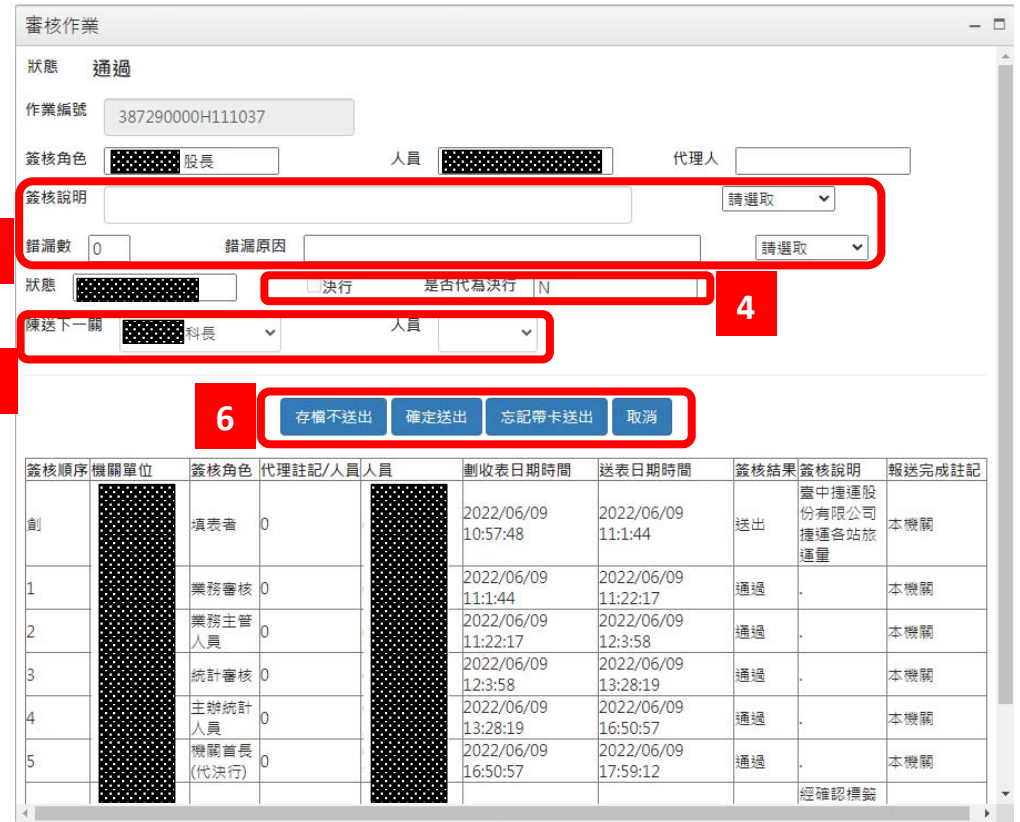 審核作業
狀態 通過
作業編號 387290000H111037
簽核角色 股長 人員 代理人
簽核說明 請選取
錯漏數 0 錯漏原因 請選取
狀態 決行 是否代為決行 N
4
陳送下一關 科長 人員
6 存檔不送出 確定送出 忘記帶卡送出 取消
簽核順序 機關單位 簽核角色 代理註記/人員 人員 劃收表日期時間 送表日期時間 簽核結果 簽核說明 報送完成註記
創 填表者 0 2022/06/09 10:57:48 2022/06/09 11:1:44 送出 臺中捷運股份有限公司捷運各站旅運量 本機關
1 業務審核 0 2022/06/09 11:1:44 2022/06/09 11:22:17 通過 . 本機關
2 業務主管人員 0 2022/06/09 11:22:17 2022/06/09 12:3:58 通過 . 本機關
3 統計審核 0 2022/06/09 12:3:58 2022/06/09 13:28:19 通過 . 本機關
4 主辦統計人員 0 2022/06/09 13:28:19 2022/06/09 16:50:57 通過 . 本機關
5 機關首長(代決行) 0 2022/06/09 16:50:57 2022/06/09 17:59:12 通過 . 本機關
經確認標籤